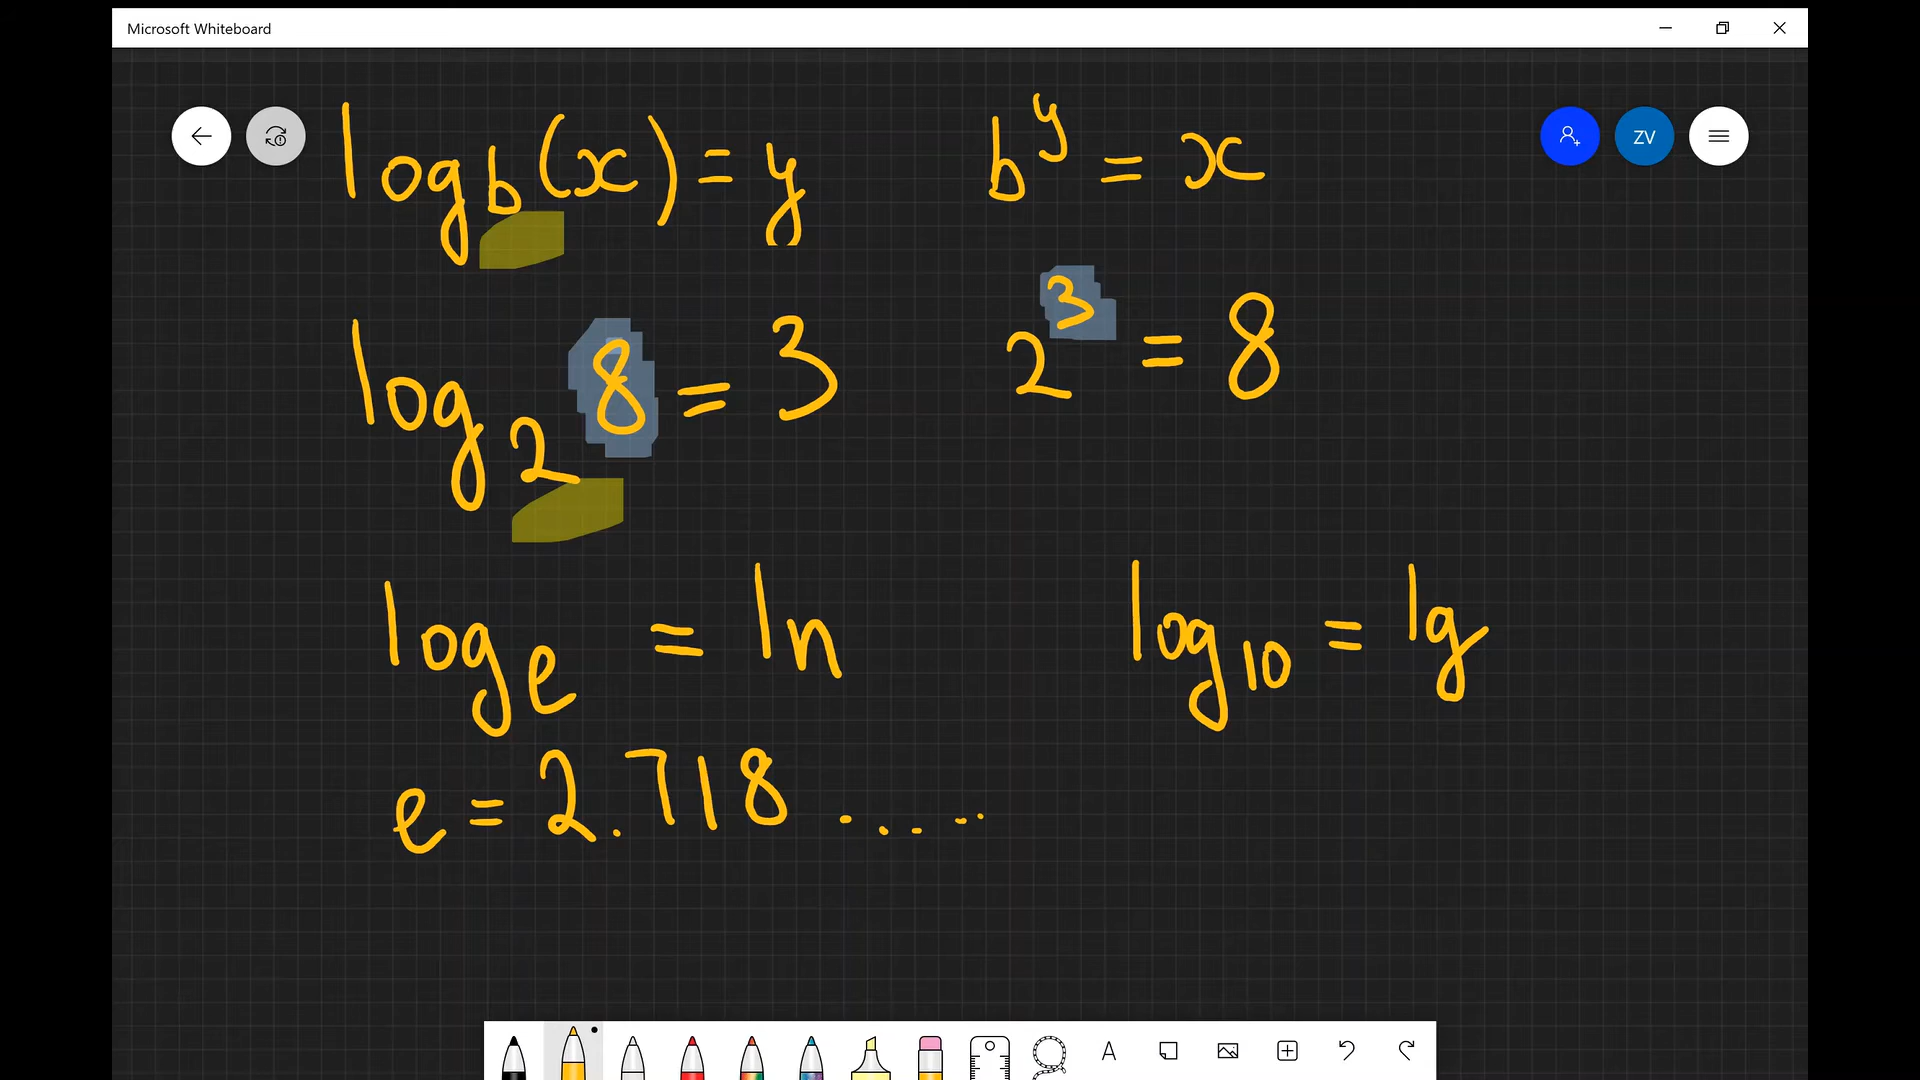 Microsoft Whiteboard
ZV
log_b(x) = y b^y = x
log_2 8 = 3 2^3 = 8
log_e = ln log_10 = lg
e = 2.718 .....
A